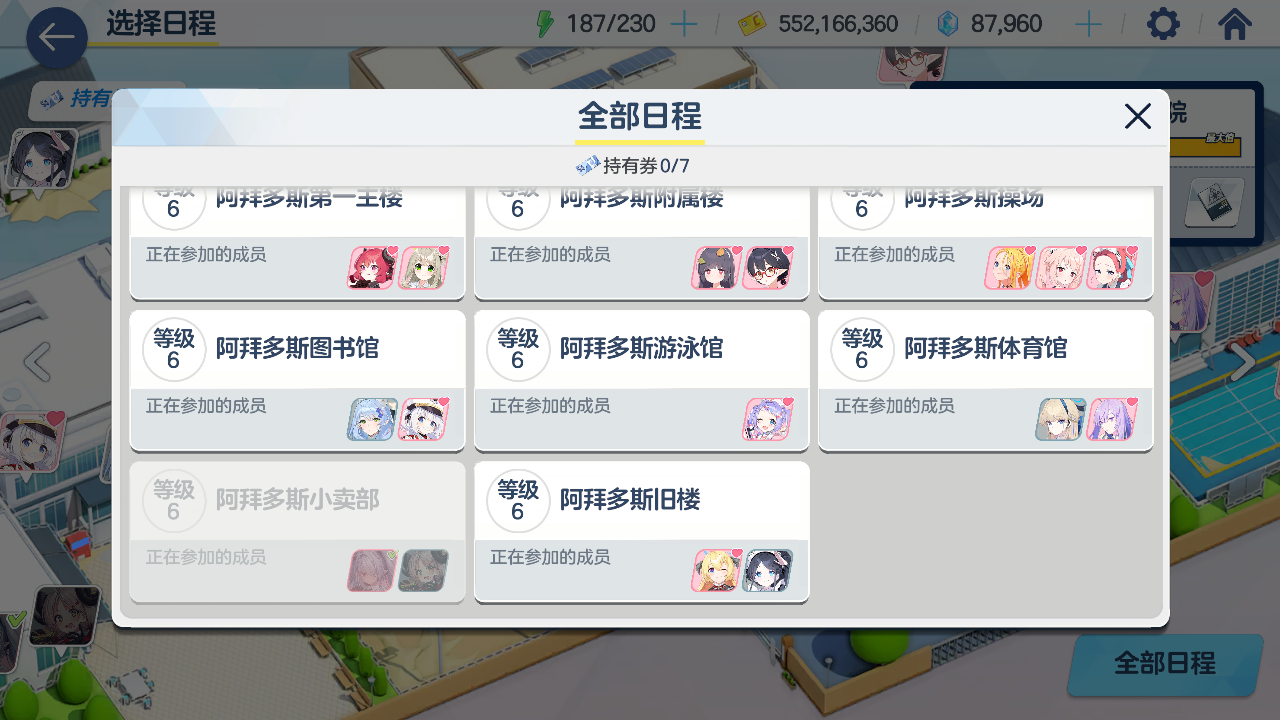 选择日程
187/230
552,166,360
87,960
持有
院
最大值
全部日程
持有券0/7
等级
6
阿拜多斯第一主楼
正在参加的成员
等级
6
阿拜多斯附属楼
正在参加的成员
等级
6
阿拜多斯操场
正在参加的成员
等级
6
阿拜多斯图书馆
正在参加的成员
等级
6
阿拜多斯游泳馆
正在参加的成员
等级
6
阿拜多斯体育馆
正在参加的成员
等级
6
阿拜多斯小卖部
正在参加的成员
等级
6
阿拜多斯旧楼
正在参加的成员
全部日程